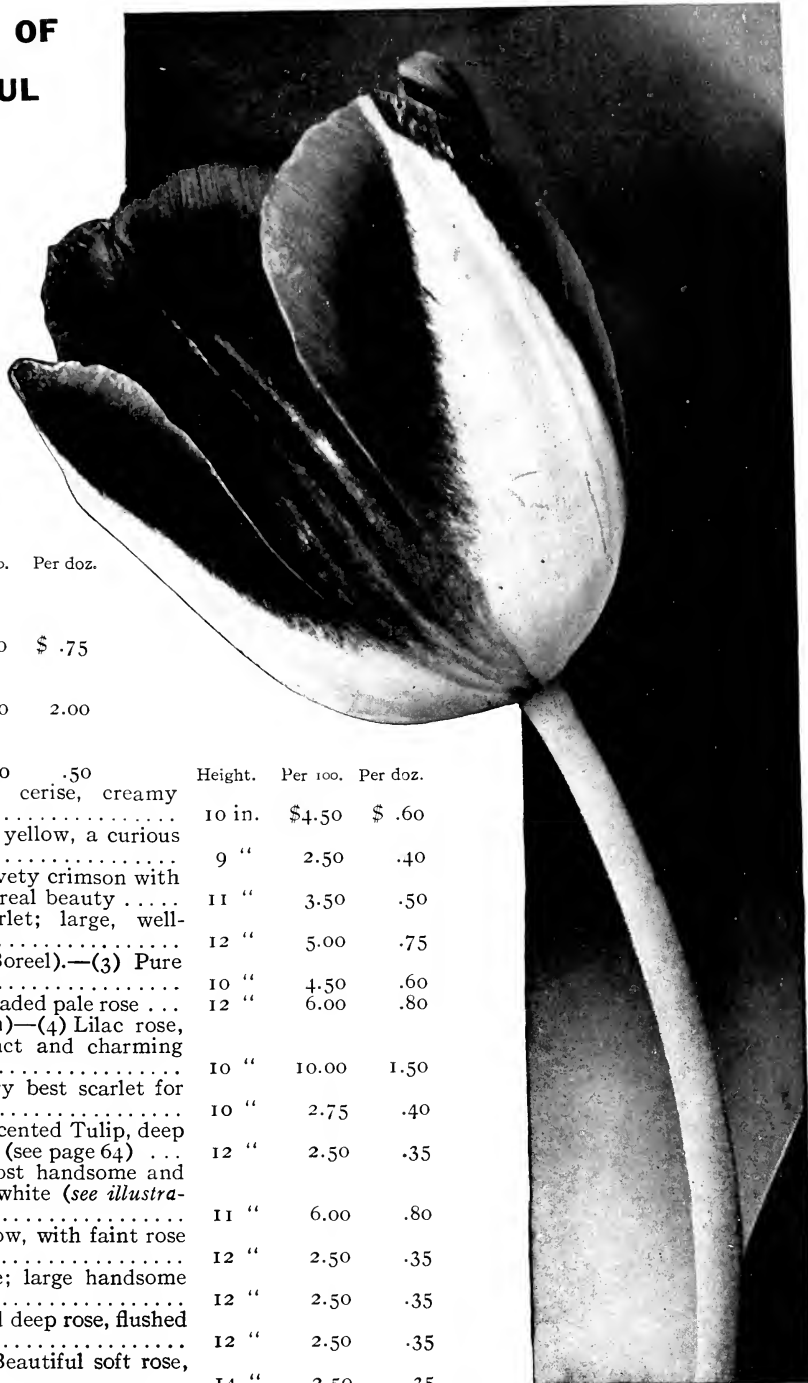 OF
UL
Per doz.
$ .75
2.00
.50
Height. Per 100. Per doz.
cerise, creamy
............... 10 in. $4.50 $ .60
yellow, a curious
............... 9 " 2.50 .40
vety crimson with
real beauty ..... 11 " 3.50 .50
rlet; large, well-
............... 12 " 5.00 .75
Boreel).—(3) Pure
............... 10 " 4.50 .60
aded pale rose ... 12 " 6.00 .80
)—(4) Lilac rose,
ct and charming
............... 10 " 10.00 1.50
ry best scarlet for
............... 10 " 2.75 .40
cented Tulip, deep
(see page 64) ... 12 " 2.50 .35
ost handsome and
white (see illustra-
............... 11 " 6.00 .80
ow, with faint rose
............... 12 " 2.50 .35
e; large handsome
............... 12 " 2.50 .35
l deep rose, flushed
............... 12 " 2.50 .35
Beautiful soft rose,